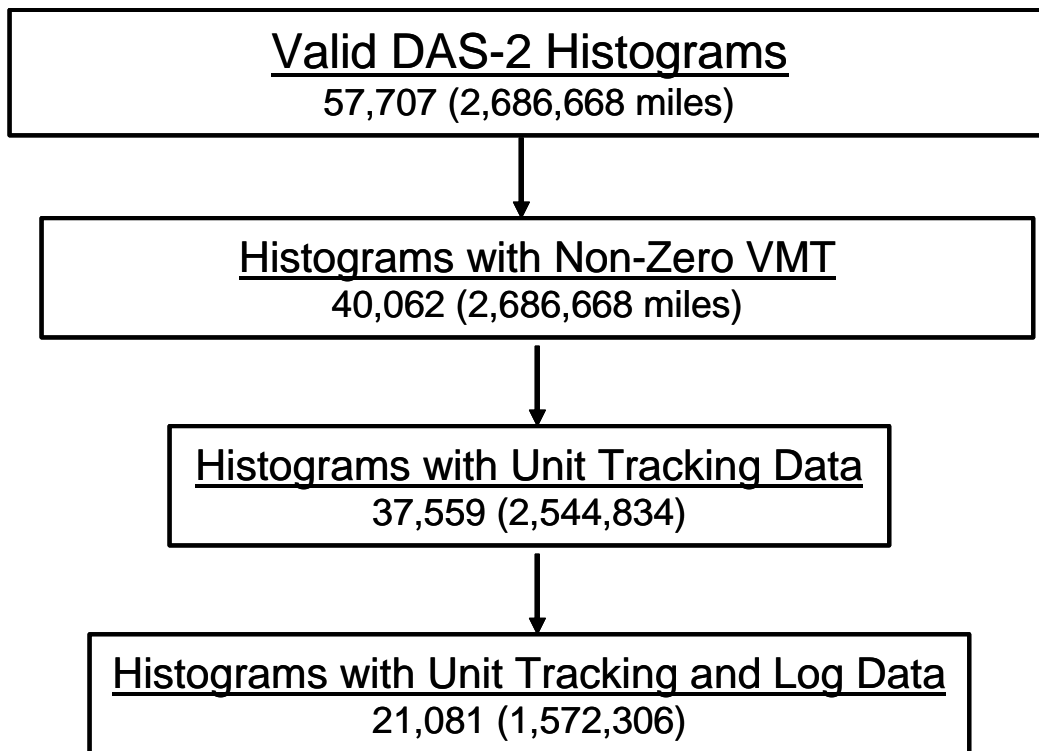 Valid DAS-2 Histograms
57,707 (2,686,668 miles)
Histograms with Non-Zero VMT
40,062 (2,686,668 miles)
Histograms with Unit Tracking Data
37,559 (2,544,834)
Histograms with Unit Tracking and Log Data
21,081 (1,572,306)